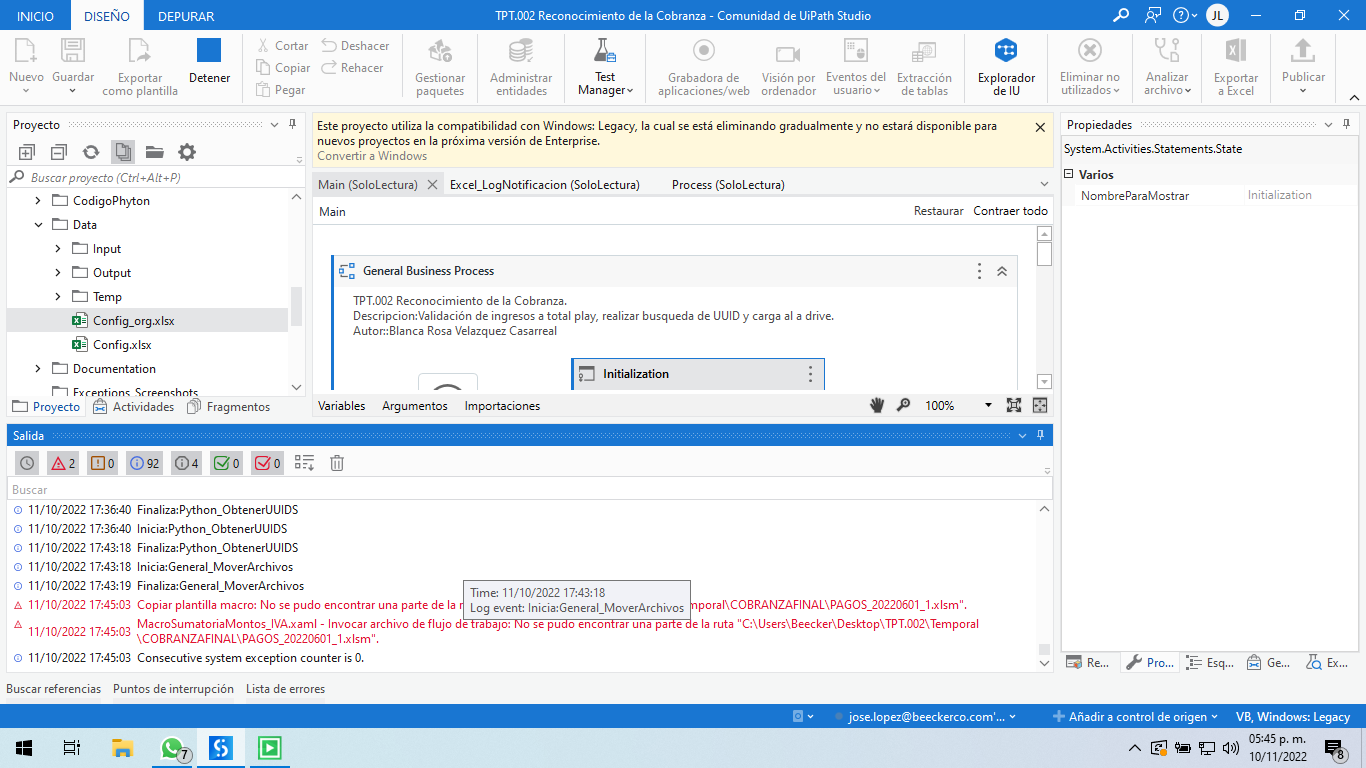 INICIO DISEÑO DEPURAR TPT.002 Reconocimiento de la Cobranza - Comunidad de UiPath Studio JL
Nuevo Guardar Exportar como plantilla Detener
Cortar Deshacer
Copiar Rehacer
Pegar
Gestionar paquetes
Administrar entidades
Test Manager
Grabadora de aplicaciones/web
Visión por ordenador
Eventos del usuario
Extracción de tablas
Explorador de IU
Eliminar no utilizados
Analizar archivo
Exportar a Excel
Publicar
Proyecto
Buscar proyecto (Ctrl+Alt+P)
CodigoPhyton
Data
Input
Output
Temp
Config_org.xlsx
Config.xlsx
Documentation
Exceptions_Screenshots
Proyecto Actividades Fragmentos
Este proyecto utiliza la compatibilidad con Windows: Legacy, la cual se está eliminando gradualmente y no estará disponible para
nuevos proyectos en la próxima versión de Enterprise.
Convertir a Windows
Main (SoloLectura) Excel_LogNotificacion (SoloLectura) Process (SoloLectura)
Main Restaurar Contraer todo
General Business Process
TPT.002 Reconocimiento de la Cobranza.
Descripcion:Validación de ingresos a total play, realizar busqueda de UUID y carga al a drive.
Autor::Blanca Rosa Velazquez Casarreal
Initialization
Variables Argumentos Importaciones 100%
Propiedades
System.Activities.Statements.State
Varios
NombreParaMostrar Initialization
Re... Pro... Esq... Ge... Ex...
Salida
2 0 92 4 0 0
Buscar
11/10/2022 17:36:40 Finaliza:Python_ObtenerUUIDS
11/10/2022 17:36:40 Inicia:Python_ObtenerUUIDS
11/10/2022 17:43:18 Finaliza:Python_ObtenerUUIDS
11/10/2022 17:43:18 Inicia:General_MoverArchivos
11/10/2022 17:43:19 Finaliza:General_MoverArchivos
Time: 11/10/2022 17:43:18
Log event: Inicia:General_MoverArchivos
11/10/2022 17:45:03 Copiar plantilla macro: No se pudo encontrar una parte de la emporal\COBRANZAFINAL\PAGOS_20220601_1.xlsm".
11/10/2022 17:45:03 MacroSumatoriaMontos_IVA.xaml - Invocar archivo de flujo de trabajo: No se pudo encontrar una parte de la ruta "C:\Users\Beecker\Desktop\TPT.002\Temporal
\COBRANZAFINAL\PAGOS_20220601_1.xlsm".
11/10/2022 17:45:03 Consecutive system exception counter is 0.
Buscar referencias Puntos de interrupción Lista de errores
jose.lopez@beeckerco.com'... Añadir a control de origen VB, Windows: Legacy
7
05:45 p. m.
10/11/2022
8